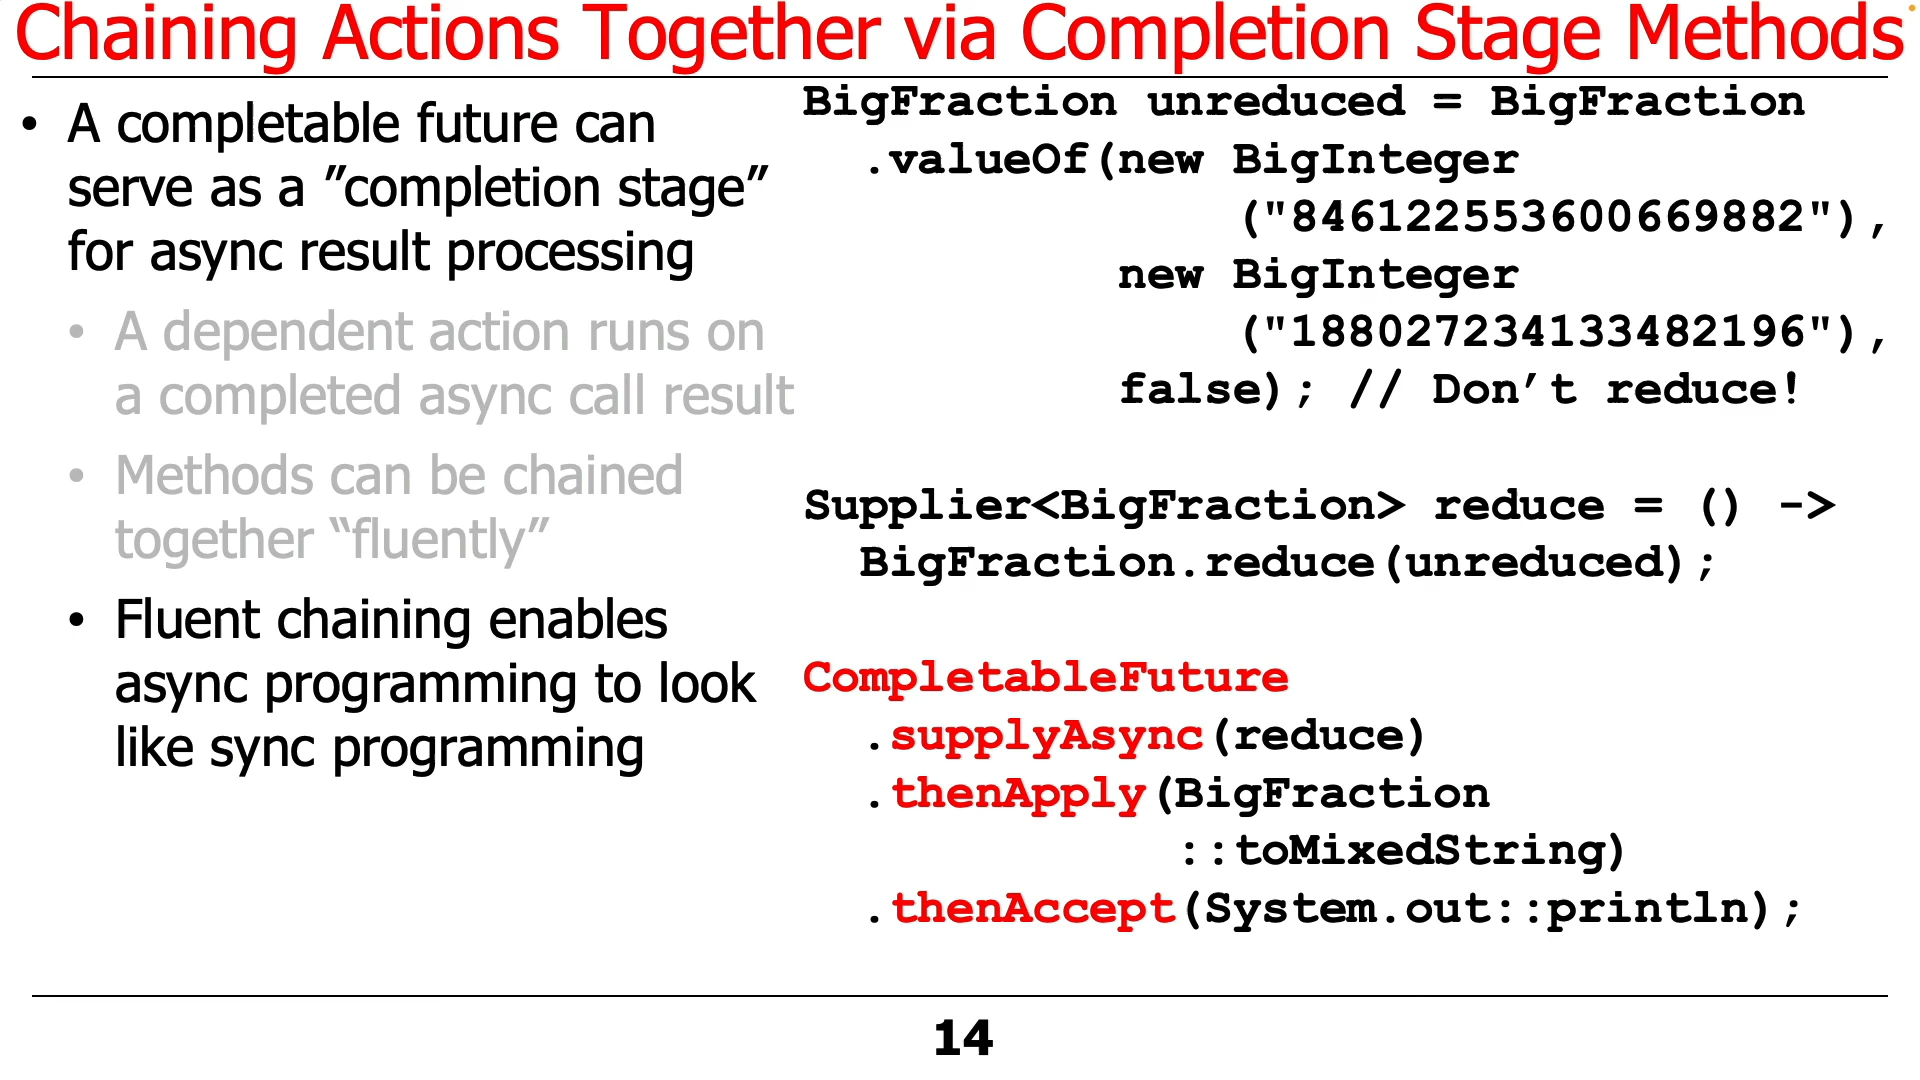 Chaining Actions Together via Completion Stage Methods
• A completable future can
serve as a ”completion stage”
for async result processing
• A dependent action runs on
a completed async call result
• Methods can be chained
together “fluently”
• Fluent chaining enables
async programming to look
like sync programming
BigFraction unreduced = BigFraction
.valueOf(new BigInteger
("846122553600669882"),
new BigInteger
("188027234133482196"),
false); // Don’t reduce!
Supplier<BigFraction> reduce = () ->
BigFraction.reduce(unreduced);
CompletableFuture
.supplyAsync(reduce)
.thenApply(BigFraction
::toMixedString)
.thenAccept(System.out::println);
14